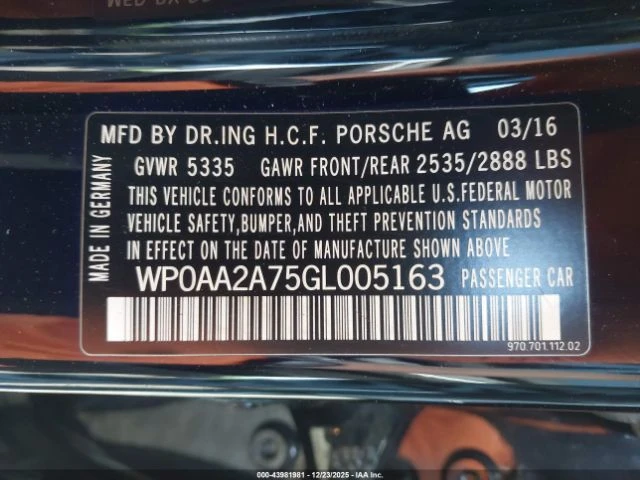 MFD BY DR.ING H.C.F. PORSCHE AG 03/16
GVWR 5335 GAWR FRONT/REAR 2535/2888 LBS
THIS VEHICLE CONFORMS TO ALL APPLICABLE U.S.FEDERAL MOTOR
VEHICLE SAFETY,BUMPER,AND THEFT PREVENTION STANDARDS
IN EFFECT ON THE DATE OF MANUFACTURE SHOWN ABOVE
WP0AA2A75GL005163 PASSENGER CAR
MADE IN GERMANY
970.701.112.02
© IAA - 000-43981981 - 12/23/2025 - IAAI.COM